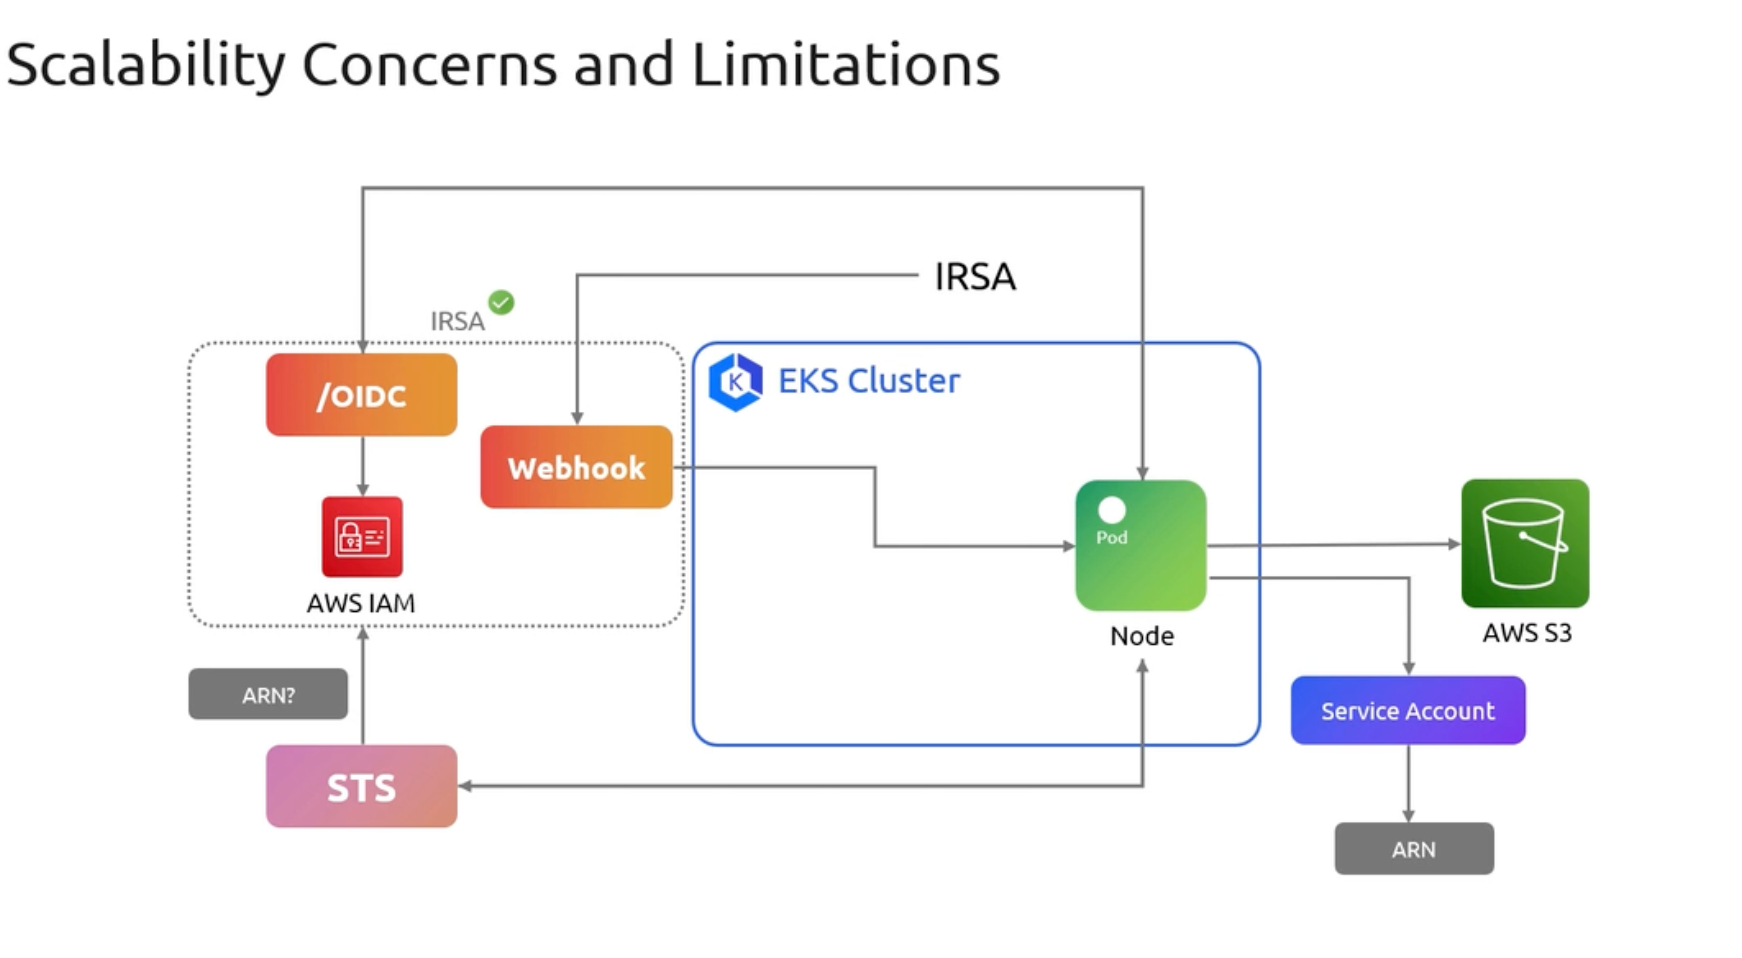 Scalability Concerns and Limitations
IRSA
IRSA
/OIDC
EKS Cluster
Webhook
K
Pod
AWS IAM
Node
AWS S3
ARN?
Service Account
STS
ARN